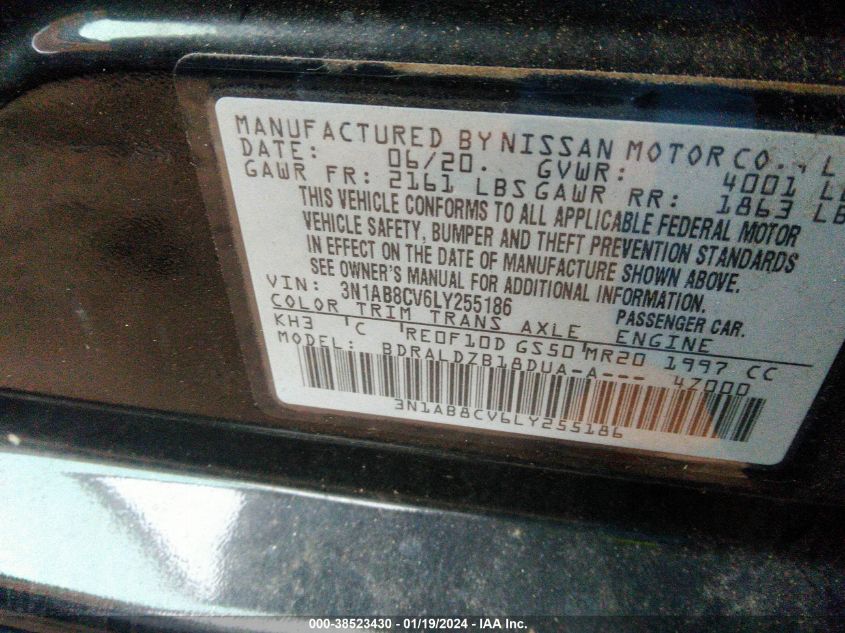 MANUFACTURED BY NISSAN MOTOR CO., L
DATE: 06/20. GVWR: 4001 LB
GAWR FR: 2161 LBS GAWR RR: 1863 LB
THIS VEHICLE CONFORMS TO ALL APPLICABLE FEDERAL MOTOR
VEHICLE SAFETY, BUMPER AND THEFT PREVENTION STANDARDS
IN EFFECT ON THE DATE OF MANUFACTURE SHOWN ABOVE.
SEE OWNER'S MANUAL FOR ADDITIONAL INFORMATION.
VIN: 3N1AB8CV6LY255186 PASSENGER CAR.
COLOR TRIM TRANS AXLE ENGINE
KH3 C RE0F10D GS50 MR20 1997 CC
MODEL: BDRALDZB18DUA-A--- 4Z000
3N1AB8CV6LY255186
000-38523430 - 01/19/2024 - IAA Inc.